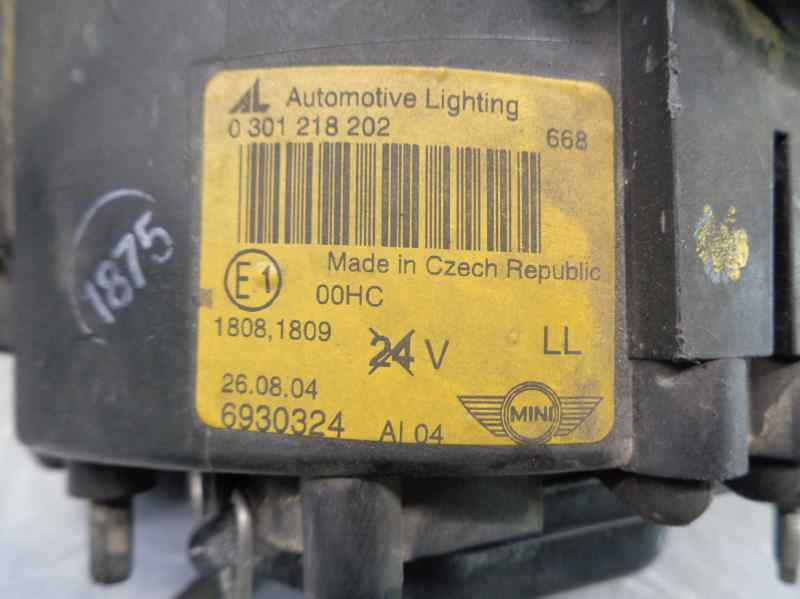 AL Automotive Lighting
0 301 218 202 668
Made in Czech Republic
E1 00HC
1808,1809 24 V LL
26.08.04
6930324 AI 04 MINI
1875